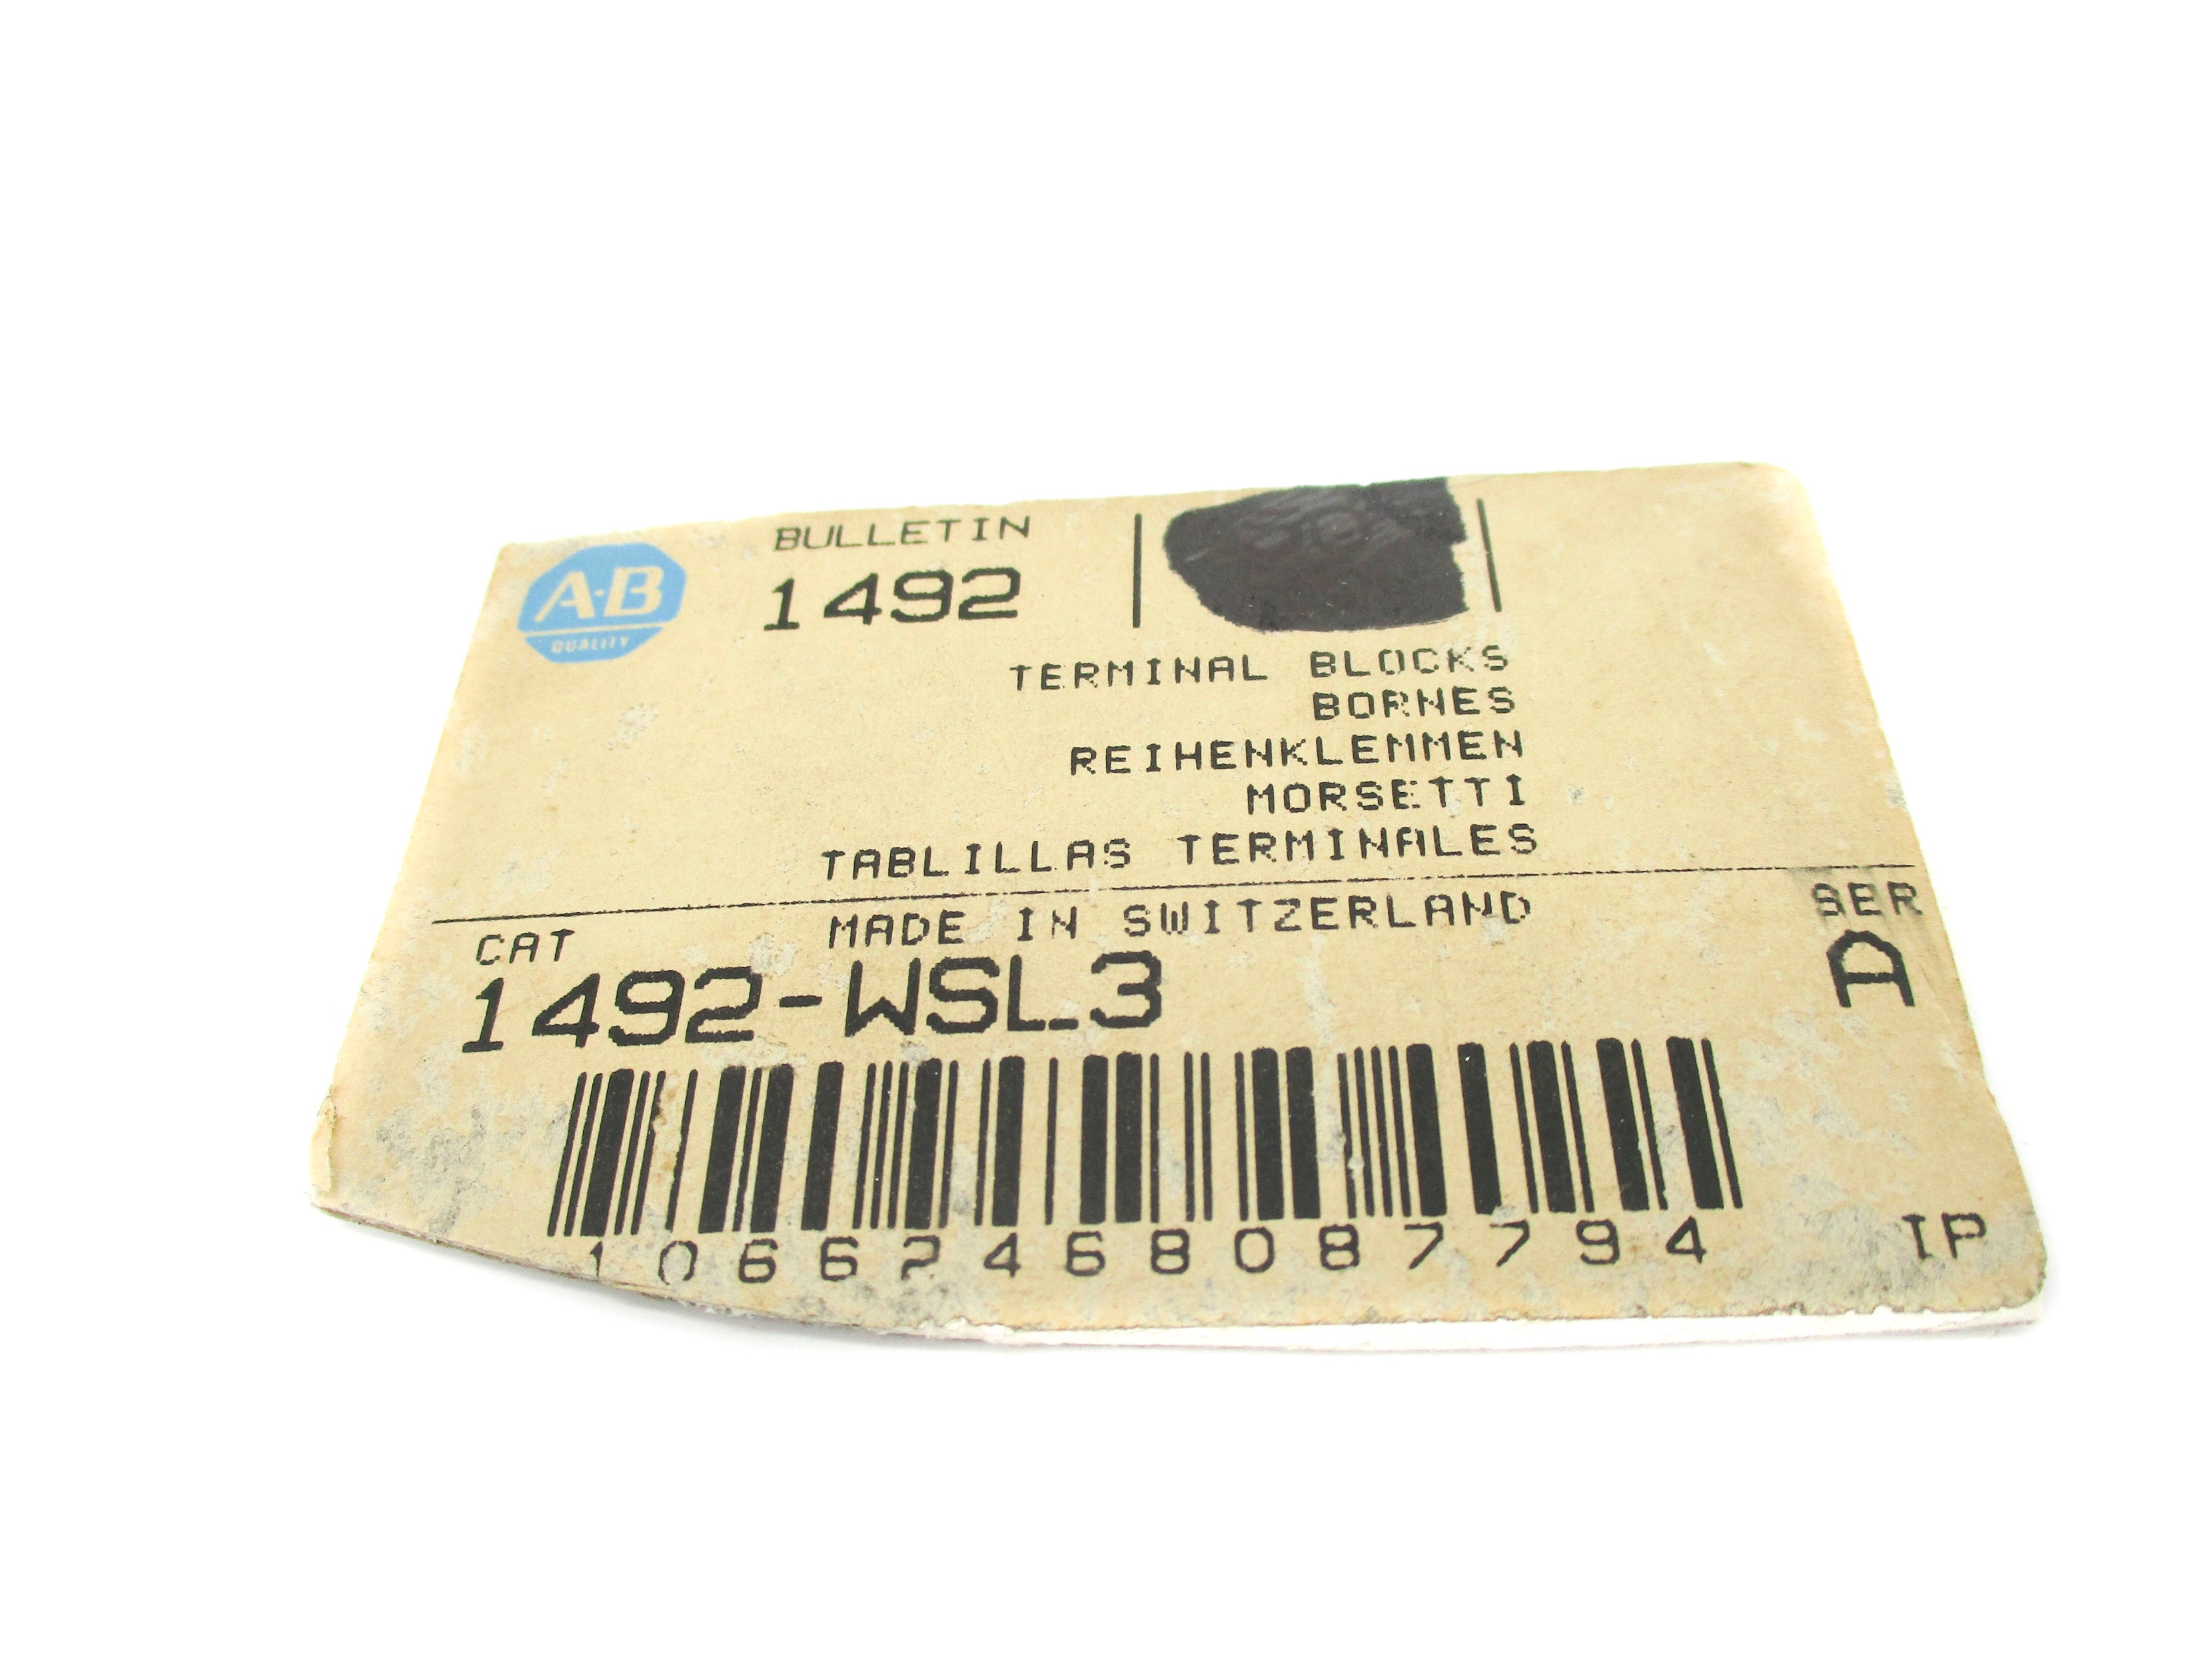 A·B
QUALITY
BULLETIN
1492
TERMINAL BLOCKS
BORNES
REIHENKLEMMEN
MORSETTI
TABLILLAS TERMINALES
MADE IN SWITZERLAND
CAT
SER
1492-WSL3
A
10662468087794
IP